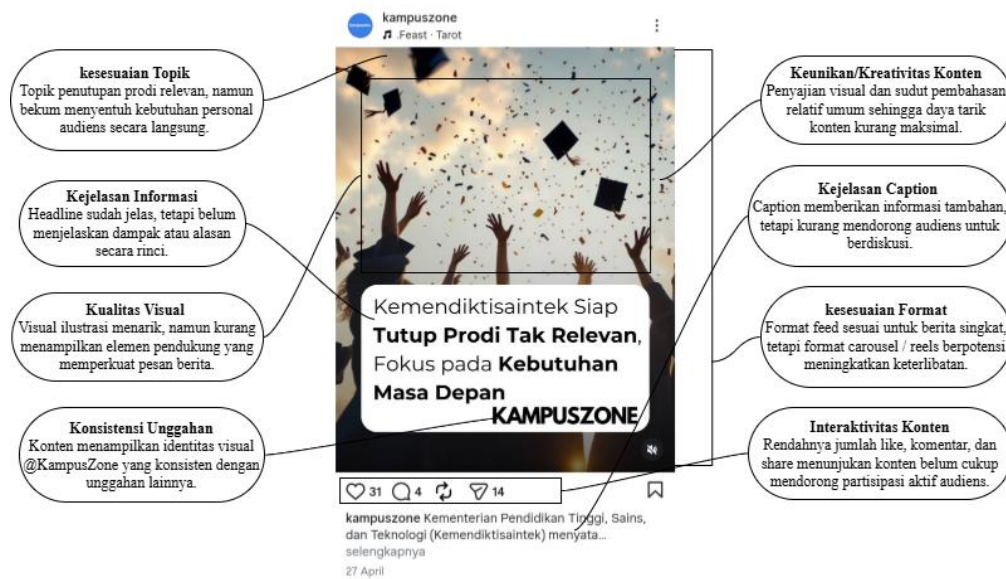 kampuszone
.Feast · Tarot
kesesuaian Topik
Topik penutupan prodi relevan, namun
bekum menyentuh kebutuhan personal
audiens secara langsung.
Kejelasan Informasi
Headline sudah jelas, tetapi belum
menjelaskan dampak atau alasan
secara rinci.
Kualitas Visual
Visual ilustrasi menarik, namun kurang
menampilkan elemen pendukung yang
memperkuat pesan berita.
Konsistensi Unggahan
Konten menampilkan identitas visual
@KampusZone yang konsisten dengan
unggahan lainnya.
Kemendiktisaintek Siap
Tutup Prodi Tak Relevan,
Fokus pada Kebutuhan
Masa Depan
KAMPUSZONE
31 4 14
kampuszone Kementerian Pendidikan Tinggi, Sains,
dan Teknologi (Kemendiktisaintek) menyata...
selengkapnya
27 April
Keunikan/Kreativitas Konten
Penyajian visual dan sudut pembahasan
relatif umum sehingga daya tarik
konten kurang maksimal.
Kejelasan Caption
Caption memberikan informasi tambahan,
tetapi kurang mendorong audiens untuk
berdiskusi.
kesesuaian Format
Format feed sesuai untuk berita singkat,
tetapi format carousel / reels berpotensi
meningkatkan keterlibatan.
Interaktivitas Konten
Rendahnya jumlah like, komentar, dan
share menunjukan konten belum cukup
mendorong partisipasi aktif audiens.